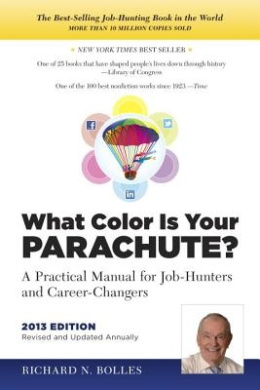 The Best-Selling Job-Hunting Book in the World
MORE THAN 10 MILLION COPIES SOLD
• NEW YORK TIMES BEST SELLER •
One of 25 books that have shaped people's lives down through history
—Library of Congress
One of the 100 best nonfiction works since 1923.—Time
What Color Is Your
PARACHUTE?
A Practical Manual for Job-Hunters
and Career-Changers
2013 EDITION
Revised and Updated Annually
RICHARD N. BOLLES